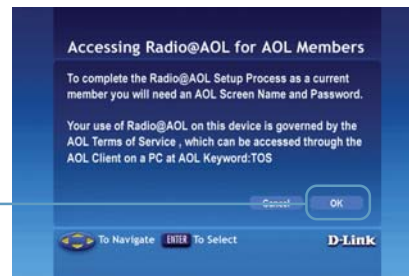 Accessing Radio@AOL for AOL Members
To complete the Radio@AOL Setup Process as a current
member you will need an AOL Screen Name and Password.
Your use of Radio@AOL on this device is governed by the
AOL Terms of Service , which can be accessed through the
AOL Client on a PC at AOL Keyword:TOS
Cancel OK
To Navigate ENTER To Select D-Link